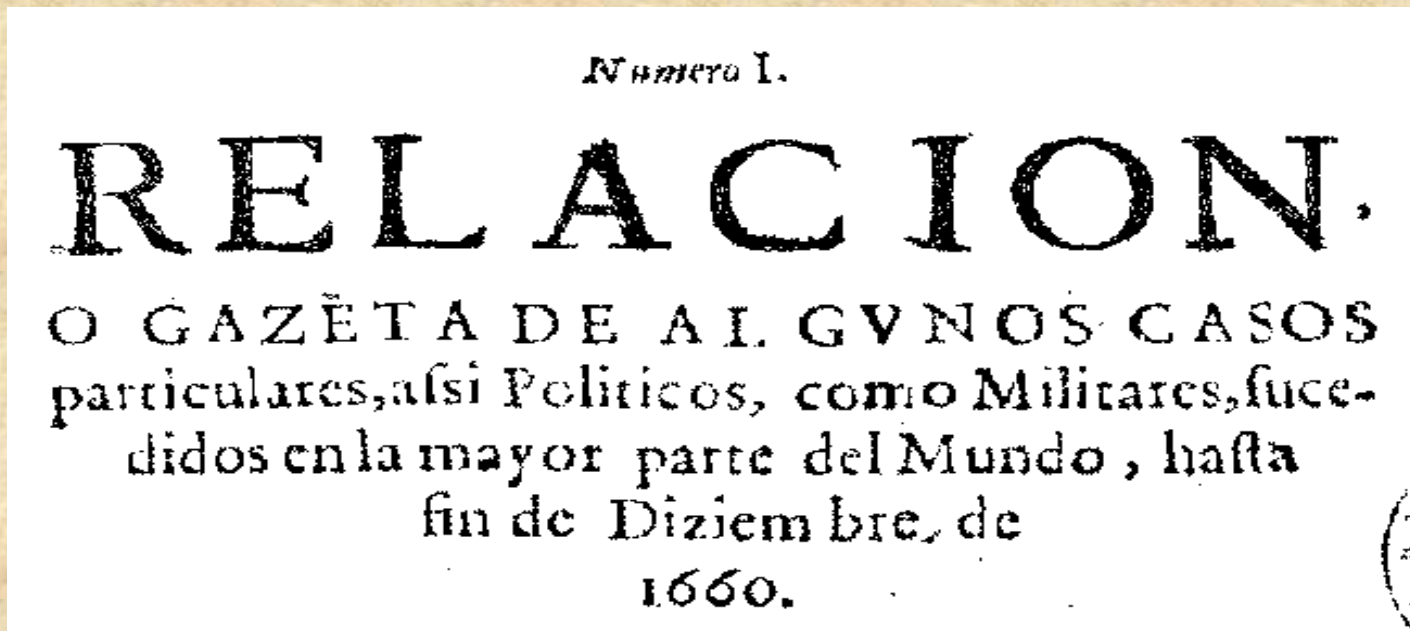 Numero I.
RELACION,
O GAZETA DE ALGVNOS CASOS
particulares, aſsi Politicos, como Militares, ſuce-
didos en la mayor parte del Mundo, haſta
fin de Diziembre, de
1660.